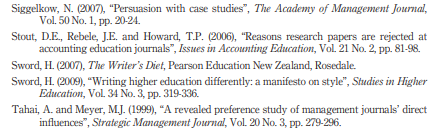 Siggelkow, N. (2007), “Persuasion with case studies”, The Academy of Management Journal,
Vol. 50 No. 1, pp. 20-24.
Stout, D.E., Rebele, J.E. and Howard, T.P. (2006), “Reasons research papers are rejected at
accounting education journals”, Issues in Accounting Education, Vol. 21 No. 2, pp. 81-98.
Sword, H. (2007), The Writer’s Diet, Pearson Education New Zealand, Rosedale.
Sword, H. (2009), “Writing higher education differently: a manifesto on style”, Studies in Higher
Education, Vol. 34 No. 3, pp. 319-336.
Tahai, A. and Meyer, M.J. (1999), “A revealed preference study of management journals’ direct
influences”, Strategic Management Journal, Vol. 20 No. 3, pp. 279-296.